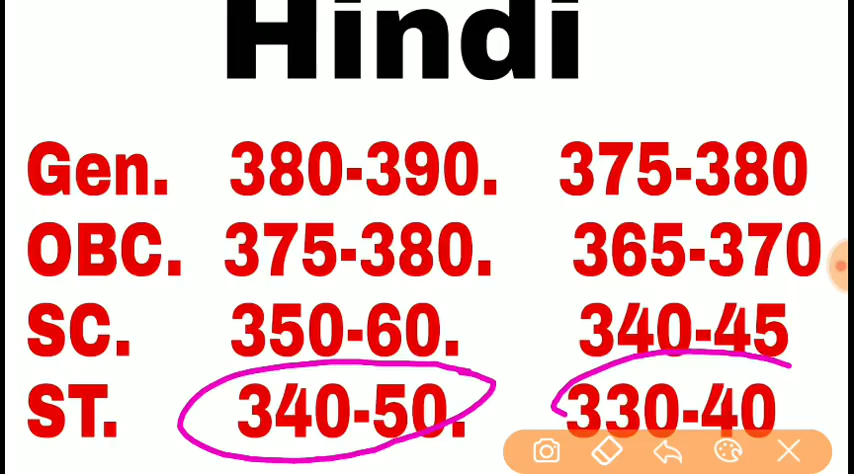 Hindi
Gen. 380-390. 375-380
OBC. 375-380. 365-370
SC. 350-60. 340-45
ST. 340-50. 330-40